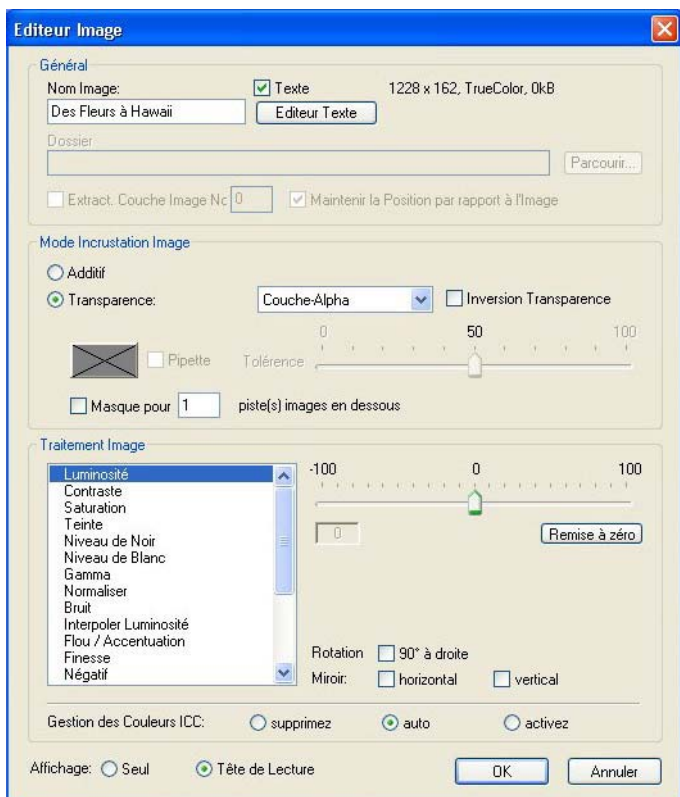 Editeur Image
Général
Nom Image:
Texte
1228 x 162, TrueColor, 0kB
Des Fleurs à Hawaii
Editeur Texte
Dossier
Parcourir...
Extract. Couche Image Nc 0
Maintenir la Position par rapport à l'Image
Mode Incrustation Image
Additif
Transparence:
Couche-Alpha
Inversion Transparence
0 50 100
Pipette
Tolérence
Masque pour 1 piste(s) images en dessous
Traitement Image
Luminosité
Contraste
Saturation
Teinte
Niveau de Noir
Niveau de Blanc
Gamma
Normaliser
Bruit
Interpoler Luminosité
Flou / Accentuation
Finesse
Négatif
-100 0 100
0
Remise à zéro
Rotation 90° à droite
Miroir: horizontal vertical
Gestion des Couleurs ICC: supprimez auto activez
Affichage: Seul Tête de Lecture
OK
Annuler